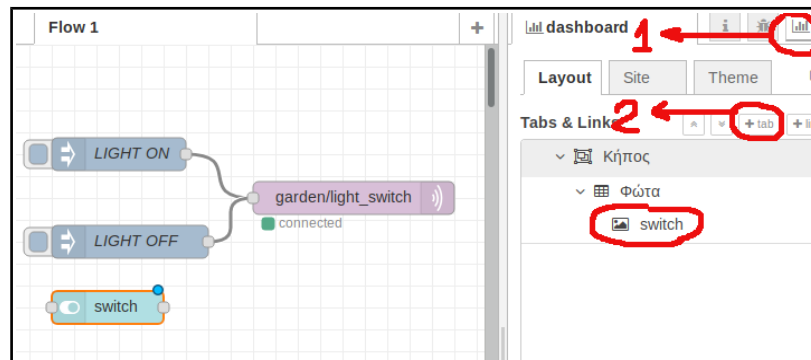 Flow 1
dashboard
1
i
Layout
Site
Theme
2
Tabs & Links
+ tab
+ li
LIGHT ON
Κήπος
garden/light_switch
Φώτα
connected
switch
LIGHT OFF
switch